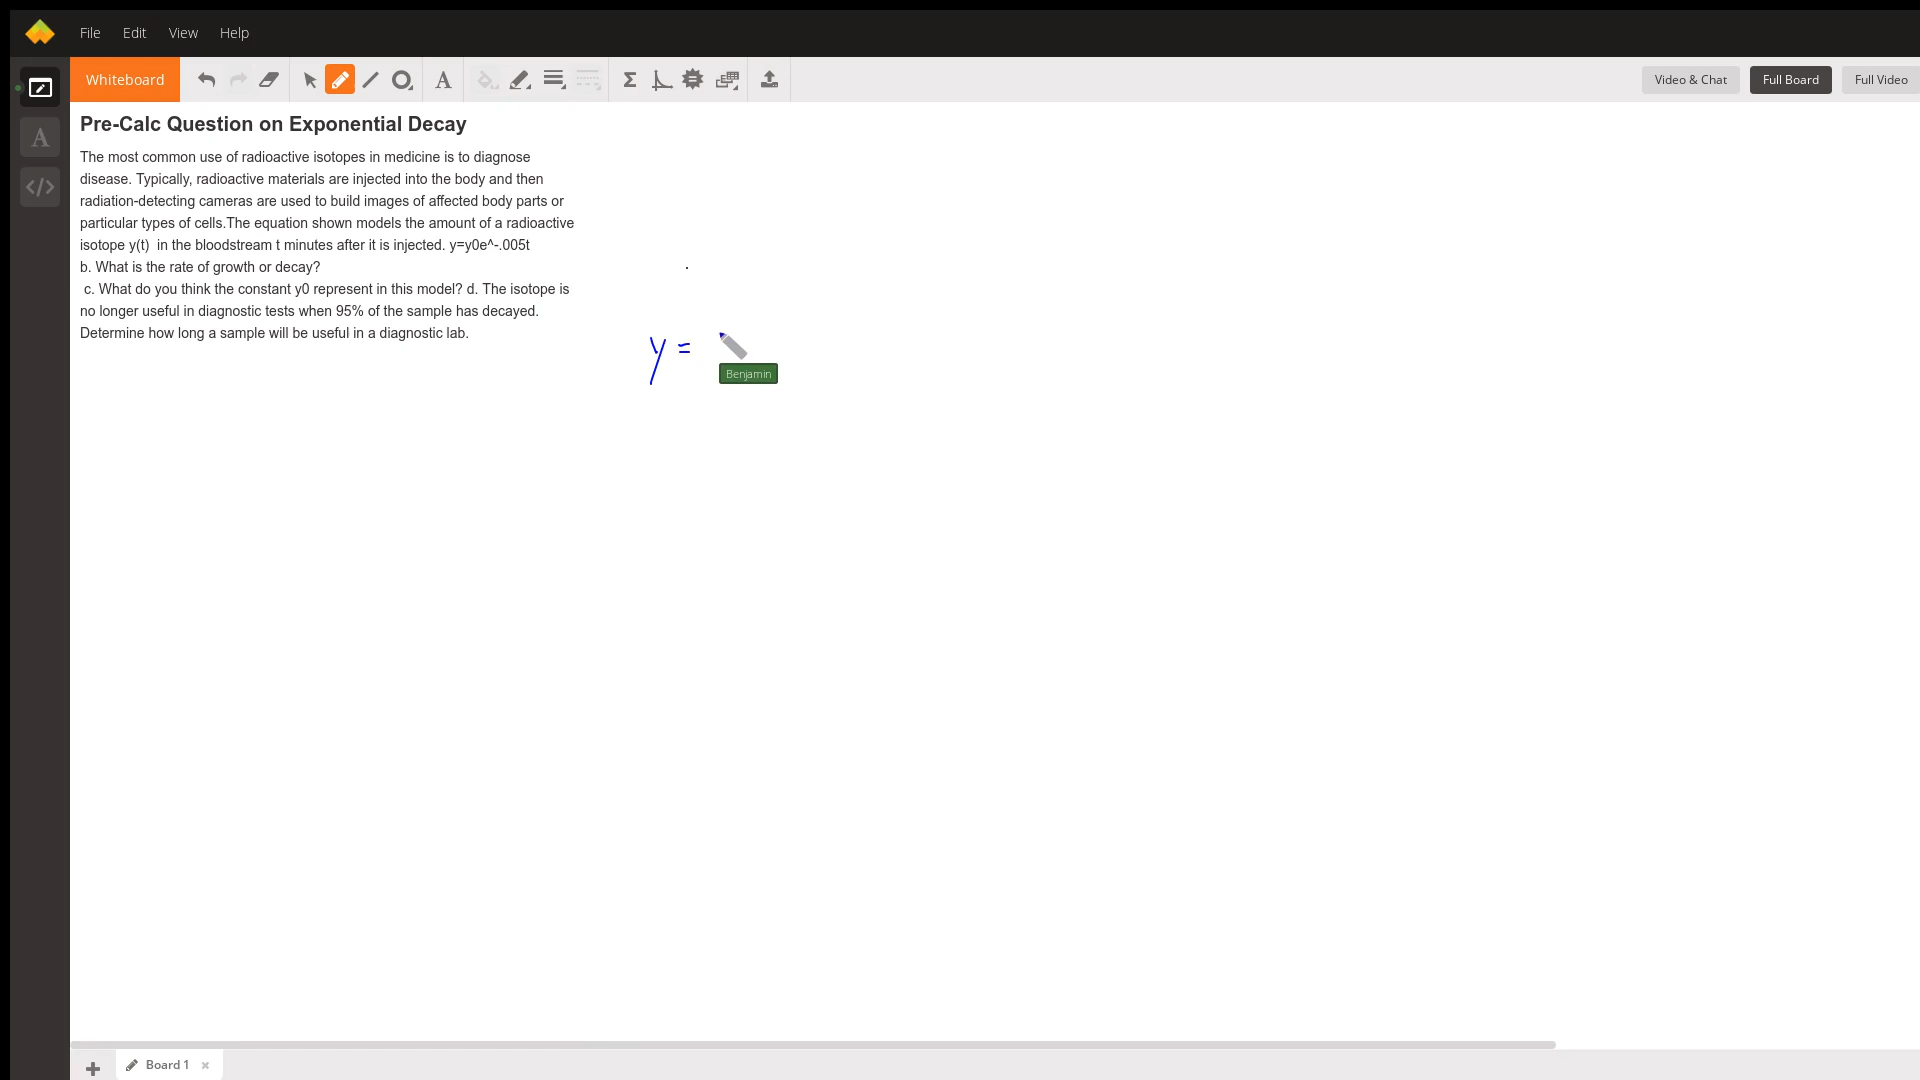 File Edit View Help
Whiteboard A Σ Video & Chat Full Board Full Video
A
</>
Pre-Calc Question on Exponential Decay
The most common use of radioactive isotopes in medicine is to diagnose
disease. Typically, radioactive materials are injected into the body and then
radiation-detecting cameras are used to build images of affected body parts or
particular types of cells.The equation shown models the amount of a radioactive
isotope y(t)  in the bloodstream t minutes after it is injected. y=y0e^-.005t
b. What is the rate of growth or decay?
c. What do you think the constant y0 represent in this model? d. The isotope is
no longer useful in diagnostic tests when 95% of the sample has decayed.
Determine how long a sample will be useful in a diagnostic lab.
y =
Benjamin
Board 1